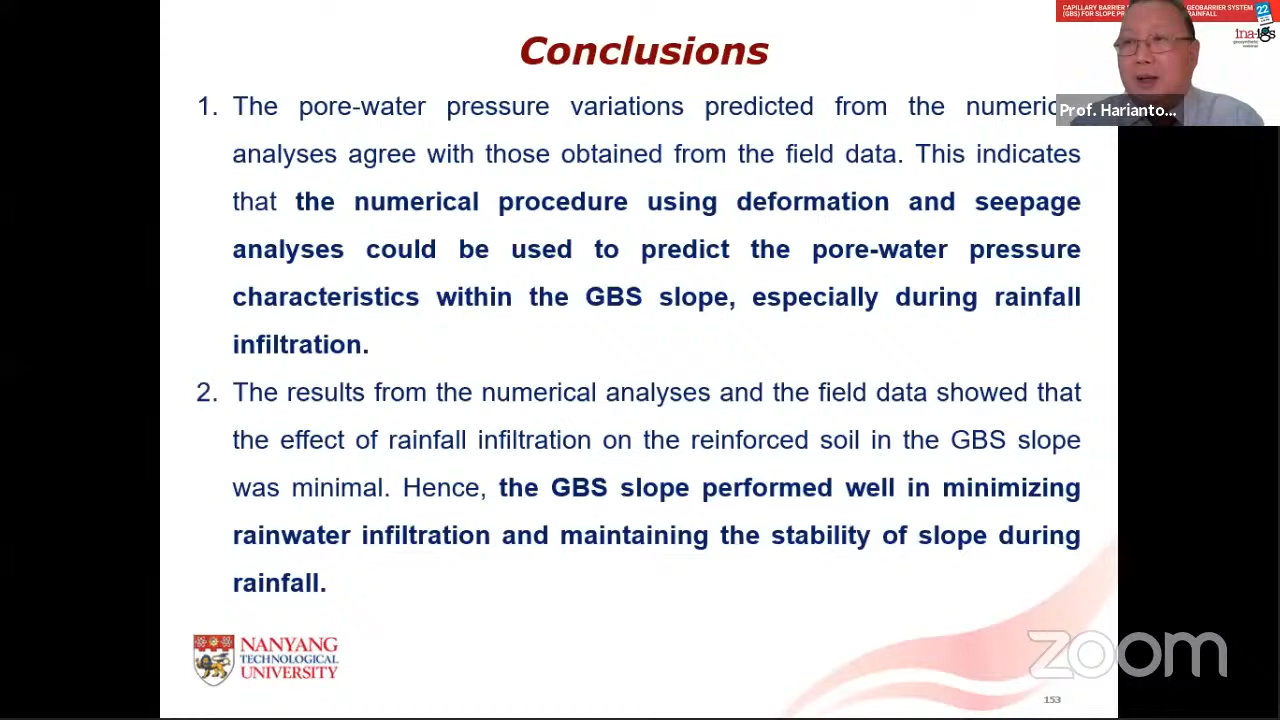 CAPILLARY BARRIER
GEOBARRIER SYSTEM
(GBS) FOR SLOPE
RAINFALL
22
ina-igs
Prof. Harianto...
Conclusions
1. The pore-water pressure variations predicted from the numeric
analyses agree with those obtained from the field data. This indicates
that the numerical procedure using deformation and seepage
analyses could be used to predict the pore-water pressure
characteristics within the GBS slope, especially during rainfall
infiltration.
2. The results from the numerical analyses and the field data showed that
the effect of rainfall infiltration on the reinforced soil in the GBS slope
was minimal. Hence, the GBS slope performed well in minimizing
rainwater infiltration and maintaining the stability of slope during
rainfall.
NANYANG
TECHNOLOGICAL
UNIVERSITY
zoom
153